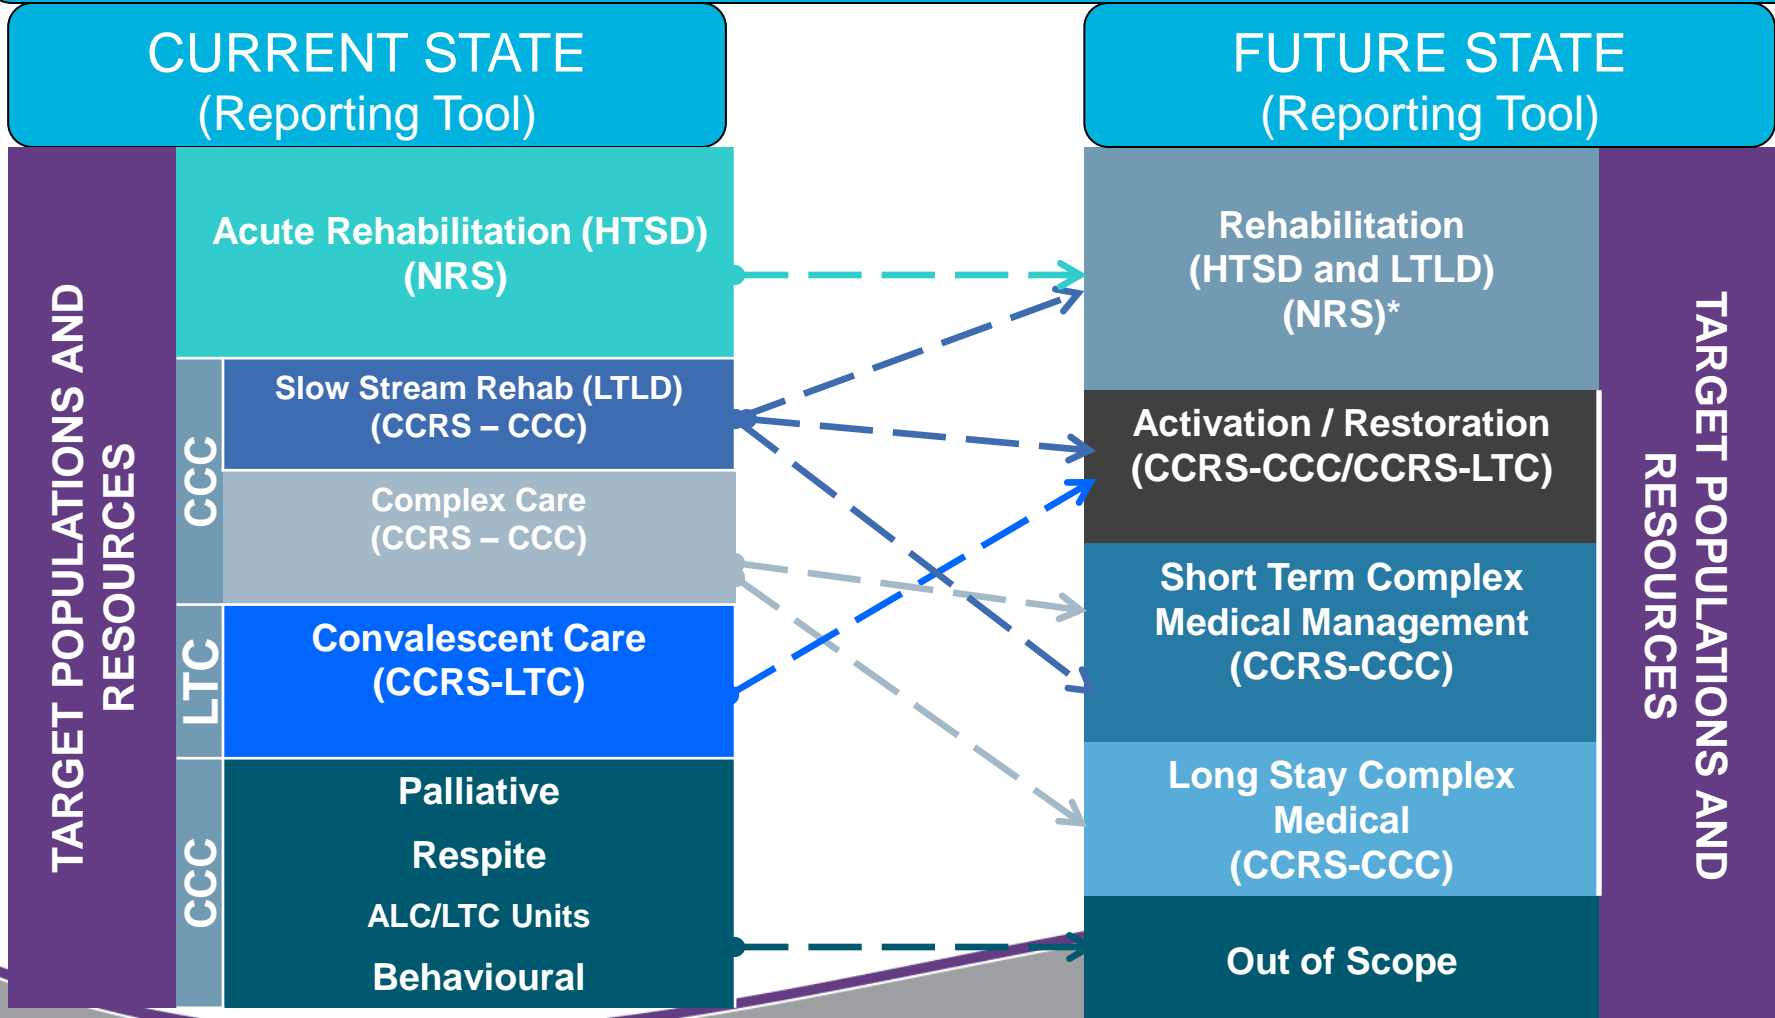 CURRENT STATE
(Reporting Tool)
FUTURE STATE
(Reporting Tool)
TARGET POPULATIONS AND
RESOURCES
Acute Rehabilitation (HTSD)
(NRS)
CCC
Slow Stream Rehab (LTLD)
(CCRS – CCC)
Complex Care
(CCRS – CCC)
LTC
Convalescent Care
(CCRS-LTC)
CCC
Palliative
Respite
ALC/LTC Units
Behavioural
Rehabilitation
(HTSD and LTLD)
(NRS)*
Activation / Restoration
(CCRS-CCC/CCRS-LTC)
Short Term Complex
Medical Management
(CCRS-CCC)
Long Stay Complex
Medical
(CCRS-CCC)
Out of Scope
TARGET POPULATIONS AND
RESOURCES